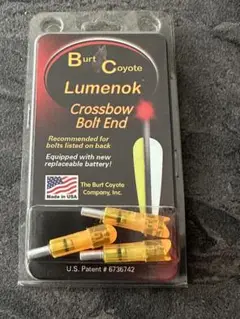 Burt
Coyote
Lumenok
Crossbow
Bolt End
Recommended for
bolts listed on back
Equipped with new
replaceable battery!
Made in USA
The Burt Coyote
Company, Inc.
U.S. Patent # 6736742